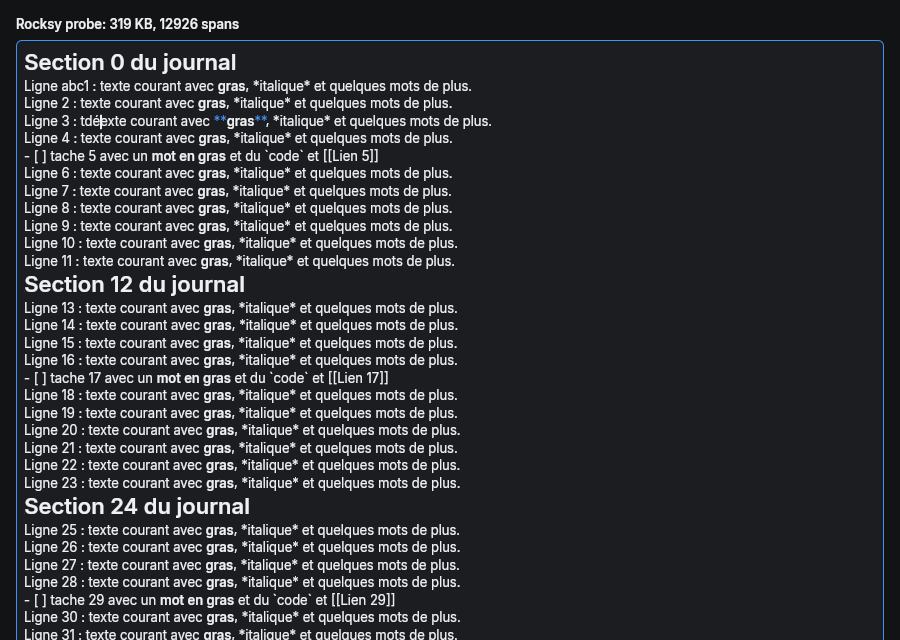 Rocksy probe: 319 KB, 12926 spans
Section 0 du journal
Ligne abc1 : texte courant avec gras, *italique* et quelques mots de plus.
Ligne 2 : texte courant avec gras, *italique* et quelques mots de plus.
Ligne 3 : tdéexte courant avec **gras**, *italique* et quelques mots de plus.
Ligne 4 : texte courant avec gras, *italique* et quelques mots de plus.
- [ ] tache 5 avec un mot en gras et du `code` et [[Lien 5]]
Ligne 6 : texte courant avec gras, *italique* et quelques mots de plus.
Ligne 7 : texte courant avec gras, *italique* et quelques mots de plus.
Ligne 8 : texte courant avec gras, *italique* et quelques mots de plus.
Ligne 9 : texte courant avec gras, *italique* et quelques mots de plus.
Ligne 10 : texte courant avec gras, *italique* et quelques mots de plus.
Ligne 11 : texte courant avec gras, *italique* et quelques mots de plus.
Section 12 du journal
Ligne 13 : texte courant avec gras, *italique* et quelques mots de plus.
Ligne 14 : texte courant avec gras, *italique* et quelques mots de plus.
Ligne 15 : texte courant avec gras, *italique* et quelques mots de plus.
Ligne 16 : texte courant avec gras, *italique* et quelques mots de plus.
- [ ] tache 17 avec un mot en gras et du `code` et [[Lien 17]]
Ligne 18 : texte courant avec gras, *italique* et quelques mots de plus.
Ligne 19 : texte courant avec gras, *italique* et quelques mots de plus.
Ligne 20 : texte courant avec gras, *italique* et quelques mots de plus.
Ligne 21 : texte courant avec gras, *italique* et quelques mots de plus.
Ligne 22 : texte courant avec gras, *italique* et quelques mots de plus.
Ligne 23 : texte courant avec gras, *italique* et quelques mots de plus.
Section 24 du journal
Ligne 25 : texte courant avec gras, *italique* et quelques mots de plus.
Ligne 26 : texte courant avec gras, *italique* et quelques mots de plus.
Ligne 27 : texte courant avec gras, *italique* et quelques mots de plus.
Ligne 28 : texte courant avec gras, *italique* et quelques mots de plus.
- [ ] tache 29 avec un mot en gras et du `code` et [[Lien 29]]
Ligne 30 : texte courant avec gras, *italique* et quelques mots de plus.
Ligne 31 : texte courant avec gras, *italique* et quelques mots de plus.